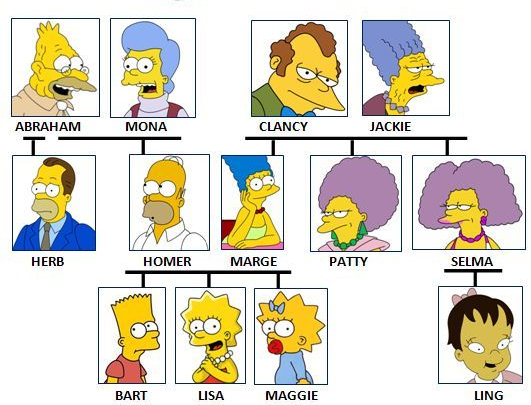 ABRAHAM MONA CLANCY JACKIE
HERB HOMER MARGE PATTY SELMA
BART LISA MAGGIE LING